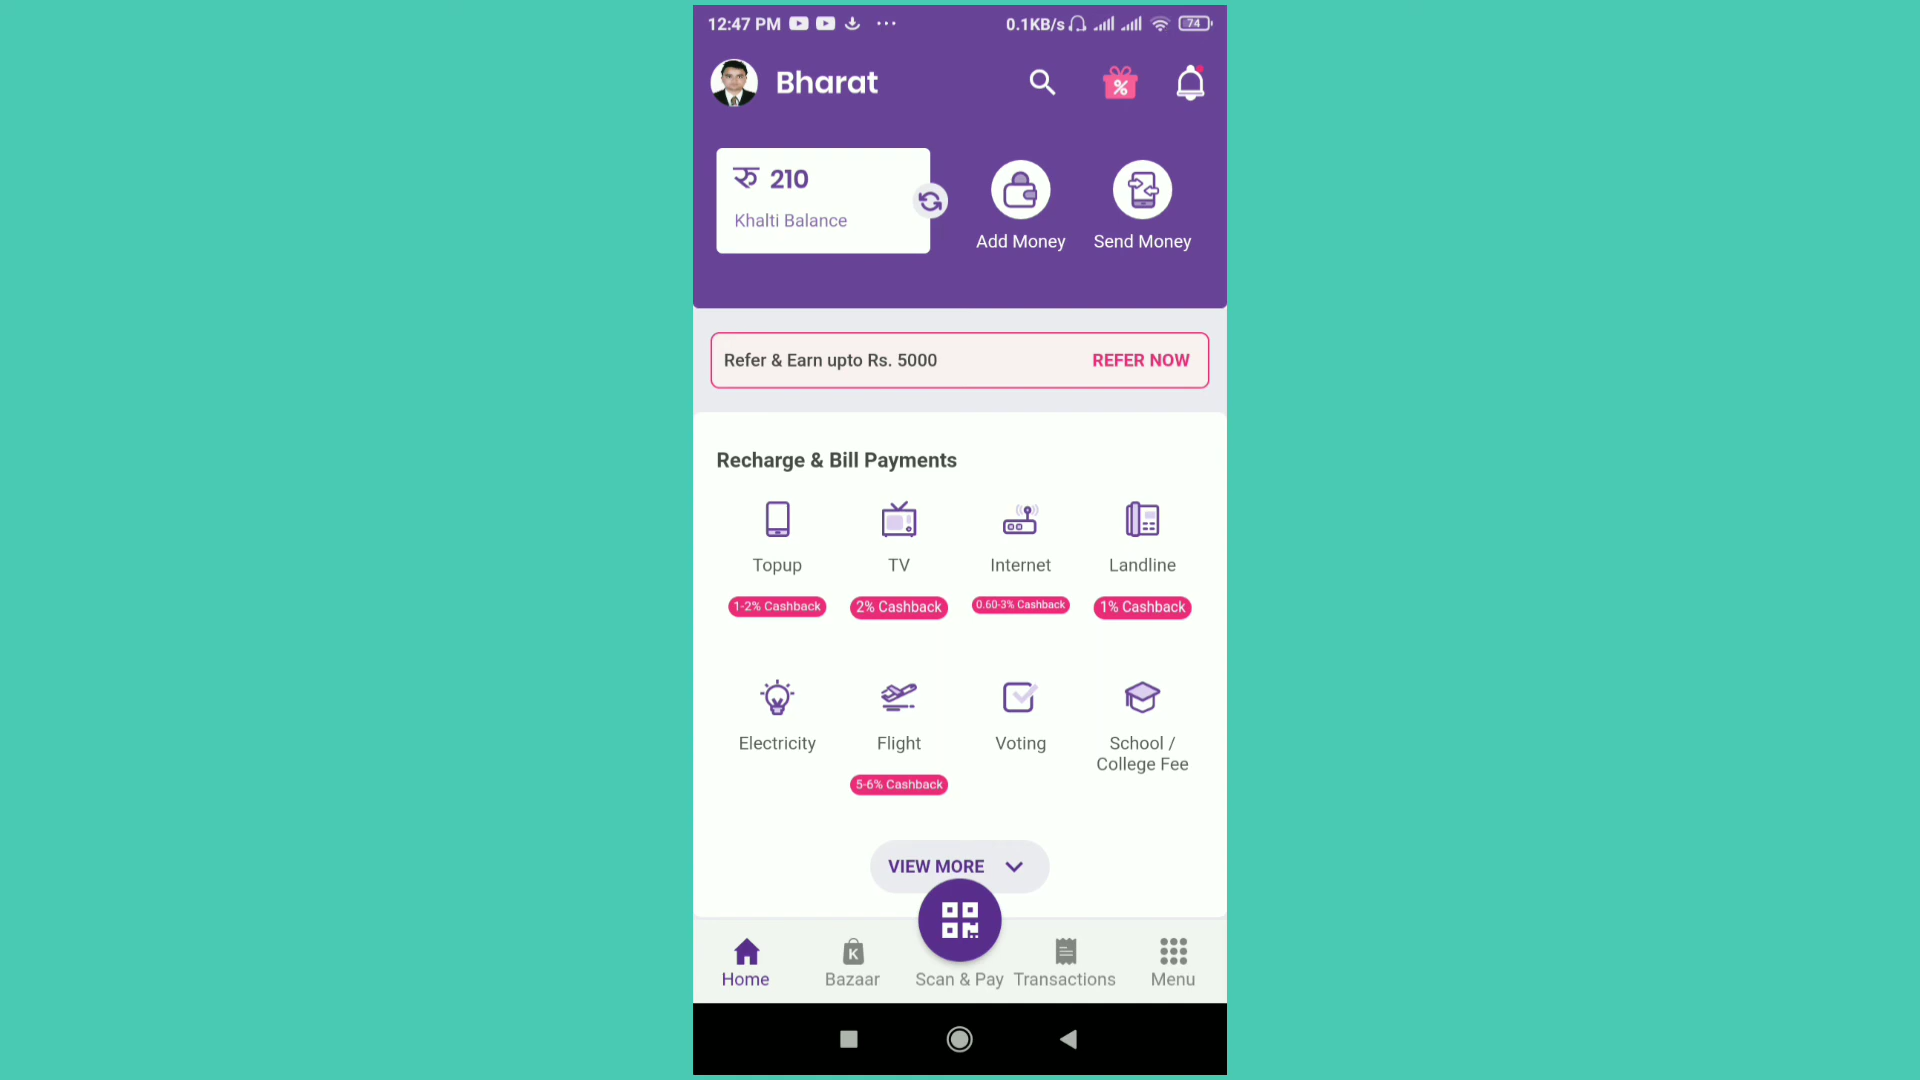 12:47 PM ... 0.1KB/s 74
Bharat
%
रु 210
Khalti Balance
Add Money
Send Money
Refer & Earn upto Rs. 5000
REFER NOW
Recharge & Bill Payments
Topup
TV
Internet
Landline
1-2% Cashback
2% Cashback
0.60-3% Cashback
1% Cashback
Electricity
Flight
Voting
School /
College Fee
5-6% Cashback
VIEW MORE
K
Home
Bazaar
Scan & Pay
Transactions
Menu